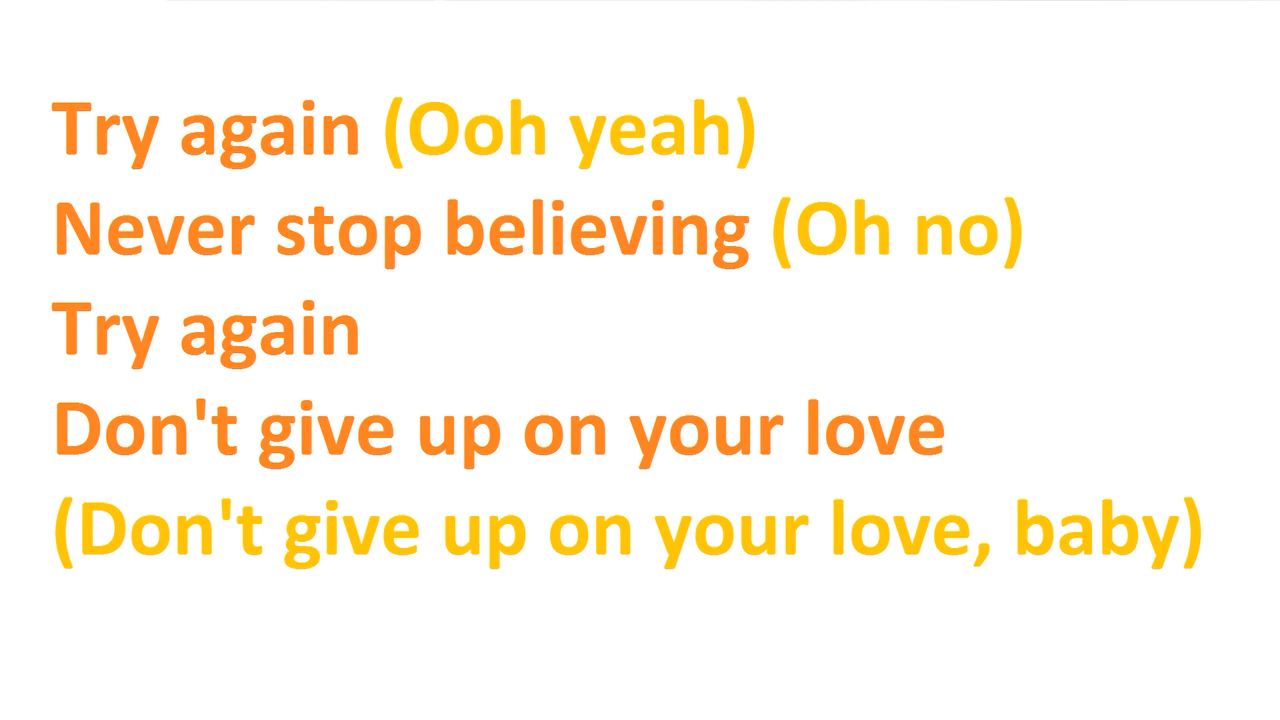 Try again (Ooh yeah)
Never stop believing (Oh no)
Try again
Don't give up on your love
(Don't give up on your love, baby)